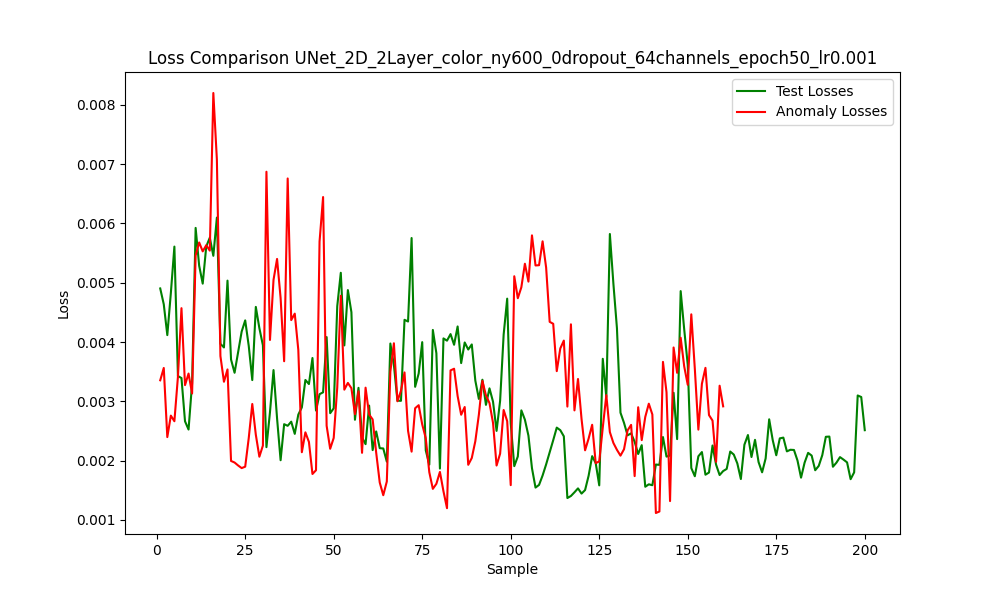 Loss Comparison UNet_2D_2Layer_color_ny600_0dropout_64channels_epoch50_lr0.001
Test Losses
Anomaly Losses
0.008
0.007
0.006
0.005
0.004
0.003
0.002
0.001
Loss
0 25 50 75 100 125 150 175 200
Sample